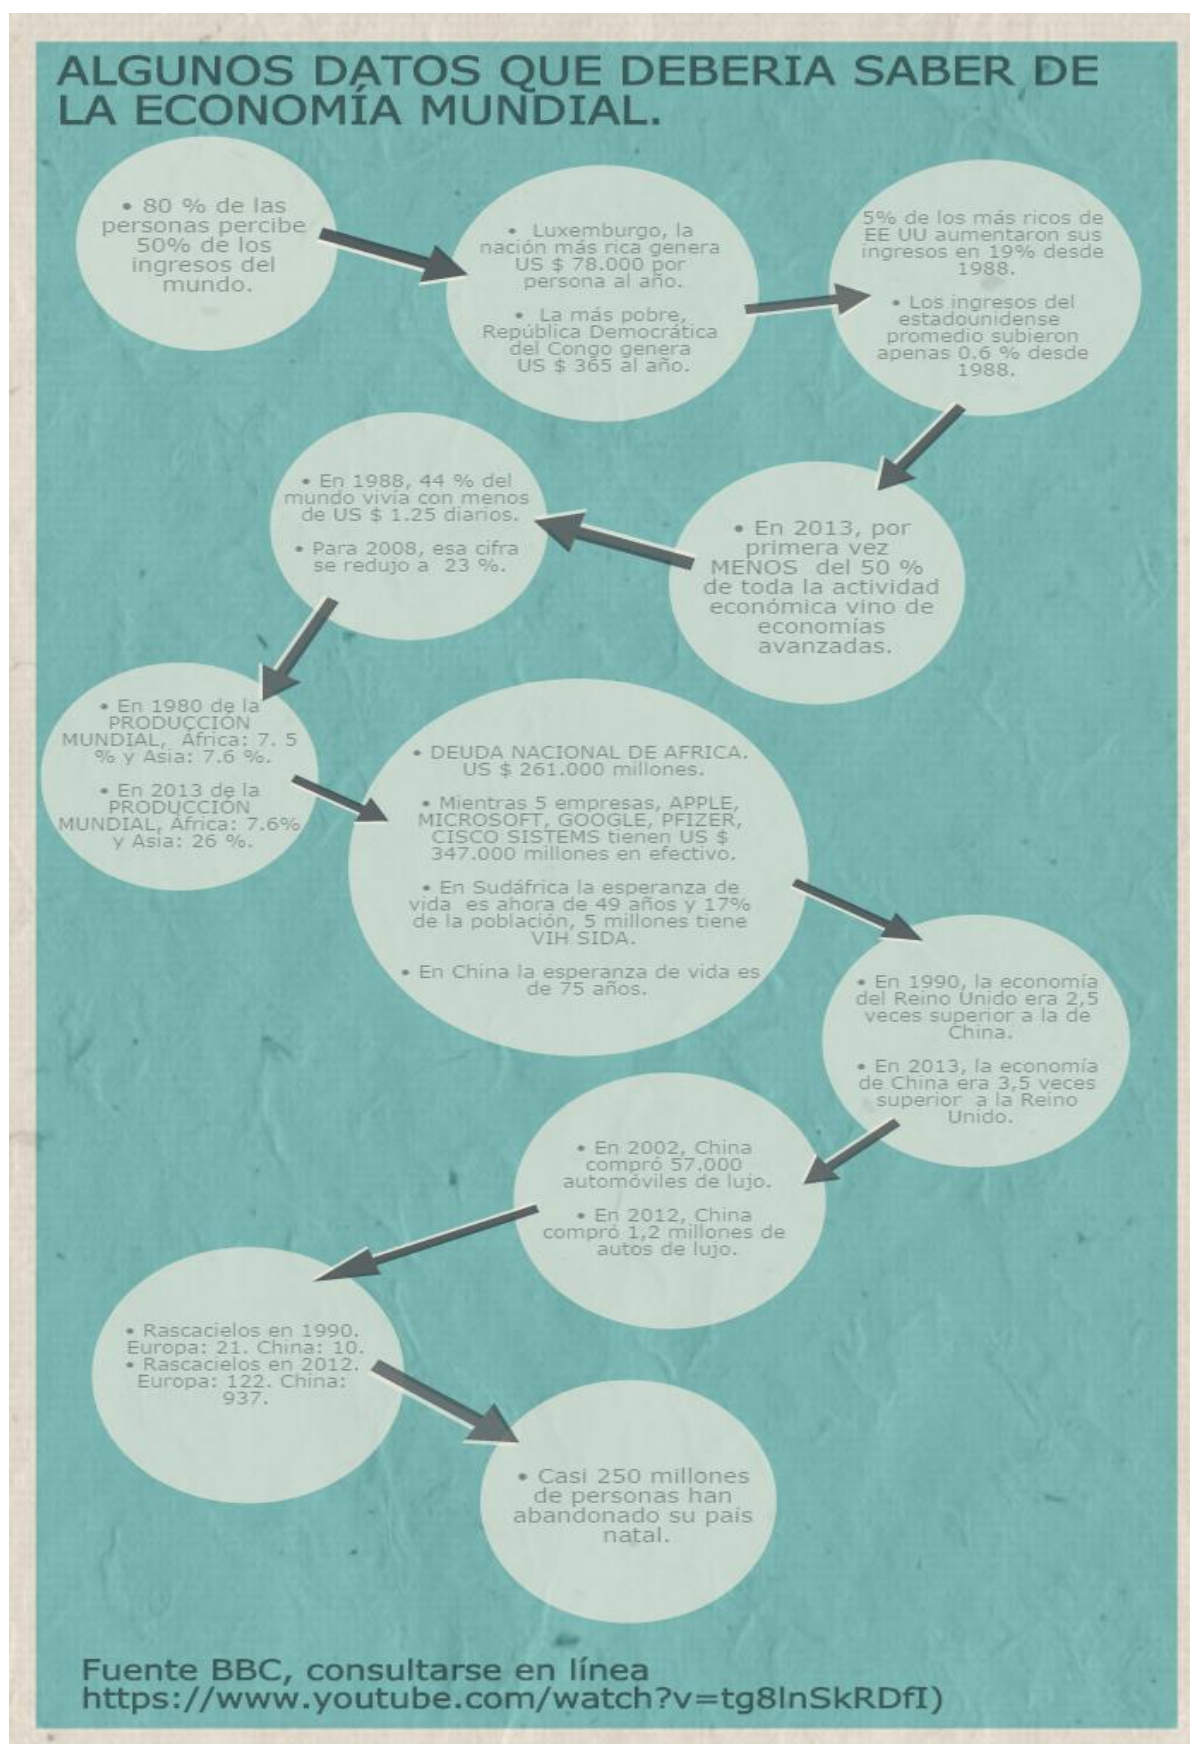 ALGUNOS DATOS QUE DEBERIA SABER DE
LA ECONOMÍA MUNDIAL.
• 80 % de las
personas percibe
50% de los
ingresos del
mundo.
• Luxemburgo, la
nación más rica genera
US $ 78.000 por
persona al año.
• La más pobre,
República Democrática
del Congo genera
US $ 365 al año.
5% de los más ricos de
EE UU aumentaron sus
ingresos en 19% desde
1988.
• Los ingresos del
estadounidense
promedio subieron
apenas 0.6 % desde
1988.
• En 2013, por
primera vez
MENOS del 50 %
de toda la actividad
económica vino de
economías
avanzadas.
• En 1988, 44 % del
mundo vivía con menos
de US $ 1.25 diarios.
• Para 2008, esa cifra
se redujo a 23 %.
• En 1980 de la
PRODUCCIÓN
MUNDIAL, África: 7. 5
% y Asia: 7.6 %.
• En 2013 de la
PRODUCCIÓN
MUNDIAL, África: 7.6%
y Asia: 26 %.
• DEUDA NACIONAL DE AFRICA.
US $ 261.000 millones.
• Mientras 5 empresas, APPLE,
MICROSOFT, GOOGLE, PFIZER,
CISCO SISTEMS tienen US $
347.000 millones en efectivo.
• En Sudáfrica la esperanza de
vida es ahora de 49 años y 17%
de la población, 5 millones tiene
VIH SIDA.
• En China la esperanza de vida es
de 75 años.
• En 1990, la economía
del Reino Unido era 2,5
veces superior a la de
China.
• En 2013, la economía
de China era 3,5 veces
superior a la Reino
Unido.
• En 2002, China
compró 57.000
automóviles de lujo.
• En 2012, China
compró 1,2 millones de
autos de lujo.
• Rascacielos en 1990.
Europa: 21. China: 10.
• Rascacielos en 2012.
Europa: 122. China:
937.
• Casi 250 millones
de personas han
abandonado su país
natal.
Fuente BBC, consultarse en línea
https://www.youtube.com/watch?v=tg8lnSkRDfI)